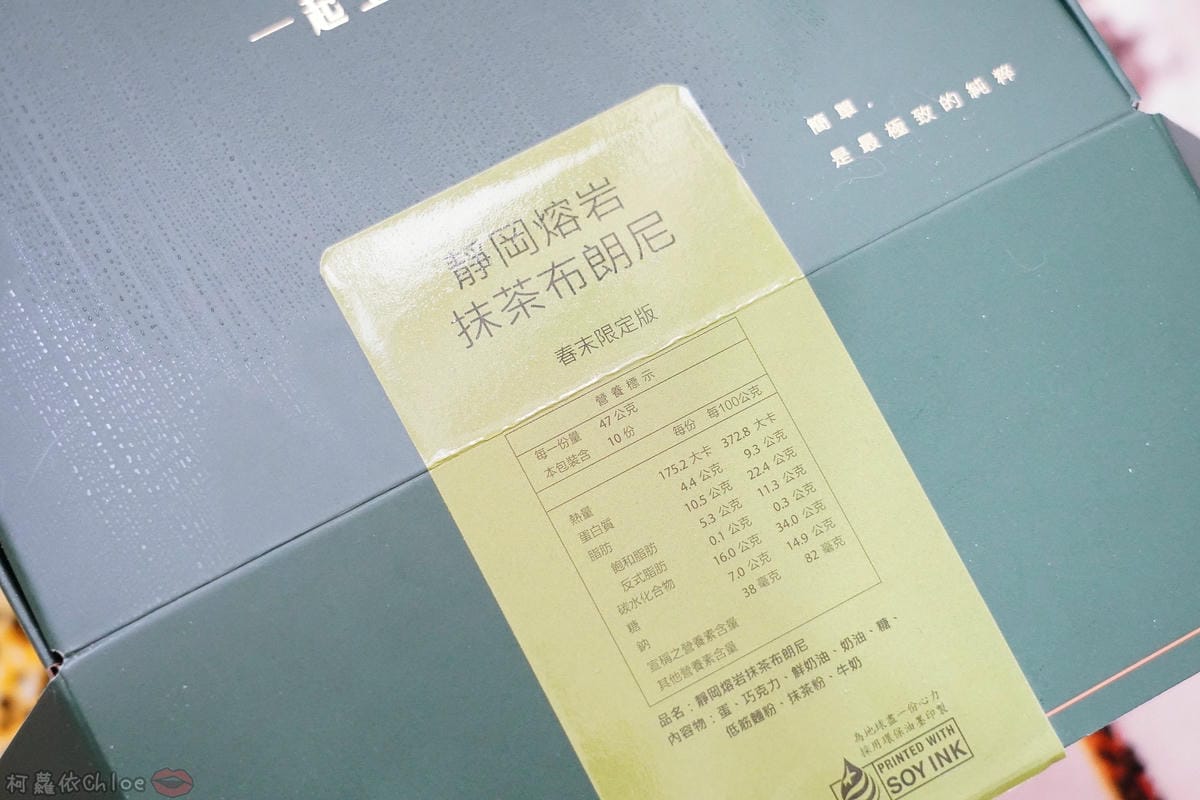 一起
簡單，
是最極致的純粹
靜岡熔岩
抹茶布朗尼
春末限定版
營養標示
每一份量 47 公克
本包裝含 10 份
每份 每100公克
熱量 175.2 大卡 372.8 大卡
蛋白質 4.4 公克 9.3 公克
脂肪 10.5 公克 22.4 公克
飽和脂肪 5.3 公克 11.3 公克
反式脂肪 0.1 公克 0.3 公克
碳水化合物 16.0 公克 34.0 公克
糖 7.0 公克 14.9 公克
鈉 38 毫克 82 毫克
宣稱之營養素含量
其他營養素含量
品名：靜岡熔岩抹茶布朗尼
內容物：蛋、巧克力、鮮奶油、奶油、糖、
低筋麵粉、抹茶粉、牛奶
為地球盡一份心力
採用環保油墨印製
PRINTED WITH
SOY INK
柯蘿依Chloe